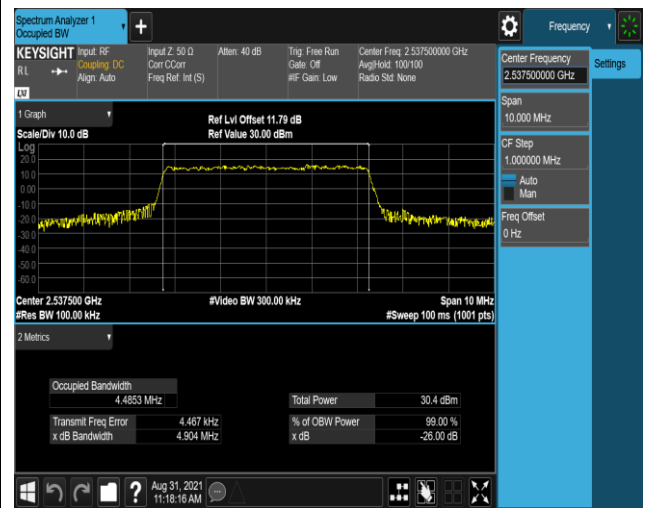 Spectrum Analyzer 1
Occupied BW
+
Frequency
KEYSIGHT
RL
LXI
Input: RF
Coupling: DC
Align: Auto
Input Z: 50 Ω
Corr CCorr
Freq Ref: Int (S)
Atten: 40 dB
Trig: Free Run
Gate: Off
#IF Gain: Low
Center Freq: 2.537500000 GHz
Avg|Hold: 100/100
Radio Std: None
Center Frequency
2.537500000 GHz
Settings
Span
10.000 MHz
CF Step
1.000000 MHz
Auto
Man
Freq Offset
0 Hz
1 Graph
Scale/Div 10.0 dB
Ref Lvl Offset 11.79 dB
Ref Value 30.00 dBm
Log
20.0
10.0
0.00
-10.0
-20.0
-30.0
-40.0
-50.0
-60.0
Center 2.537500 GHz
#Res BW 100.00 kHz
#Video BW 300.00 kHz
Span 10 MHz
#Sweep 100 ms (1001 pts)
2 Metrics
Occupied Bandwidth
4.4853 MHz
Total Power 30.4 dBm
Transmit Freq Error 4.467 kHz
% of OBW Power 99.00 %
x dB Bandwidth 4.904 MHz
x dB -26.00 dB
?
Aug 31, 2021
11:18:16 AM